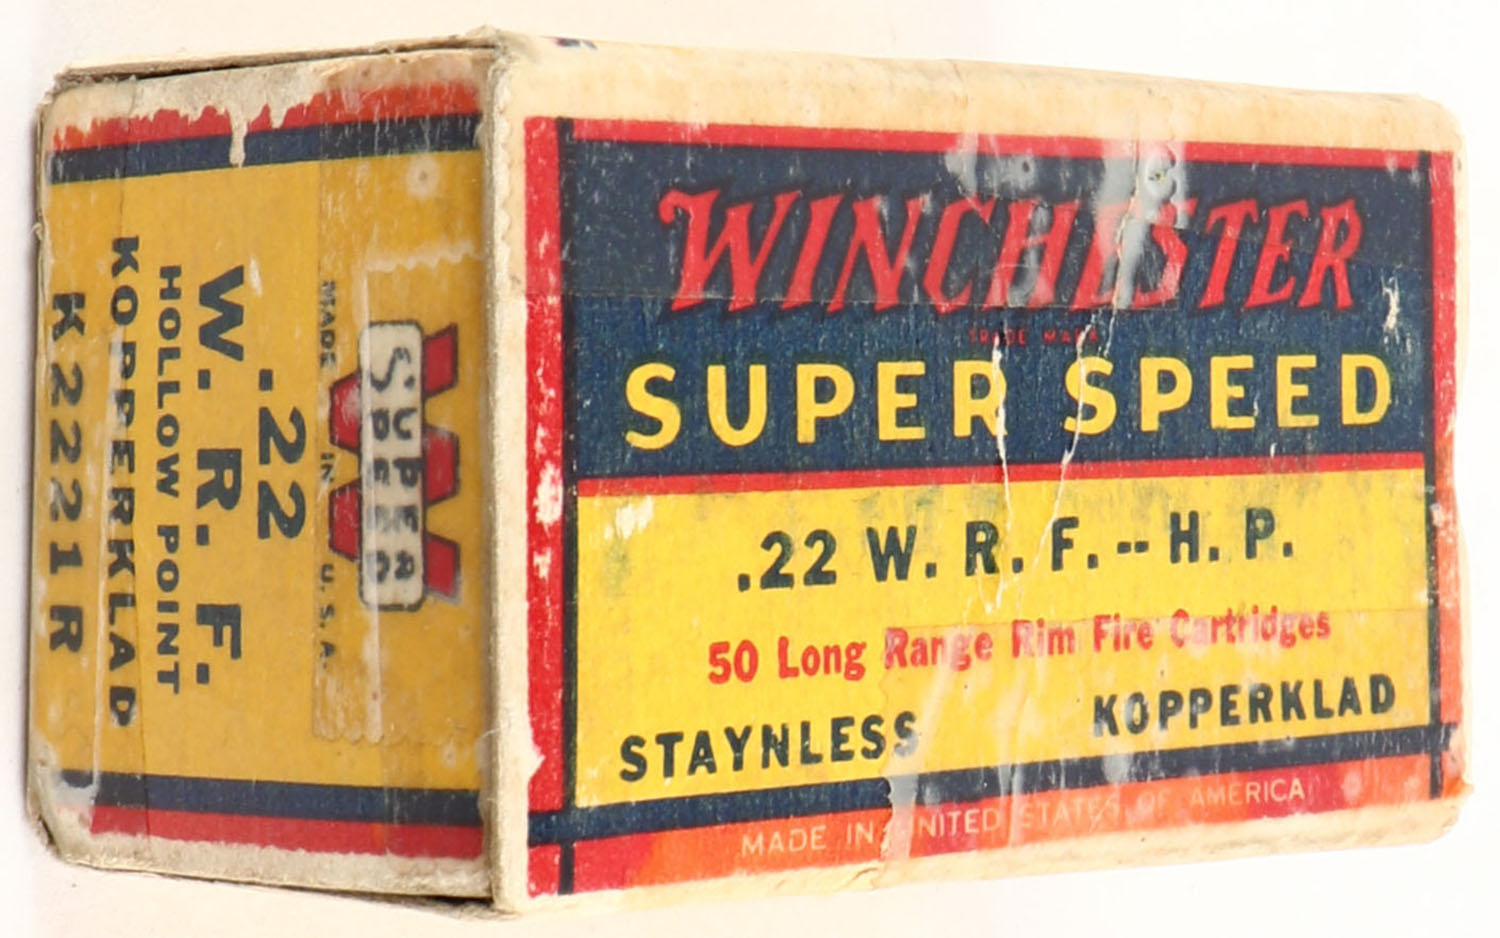 WINCHESTER
TRADE MARK
SUPER SPEED
.22 W. R. F. -- H. P.
50 Long Range Rim Fire Cartridges
STAYNLESS KOPPERKLAD
MADE IN UNITED STATES OF AMERICA
W
SUPER
SPEED
MADE IN U.S.A.
.22
W. R. F.
HOLLOW POINT
KOPPERKLAD
K2221R